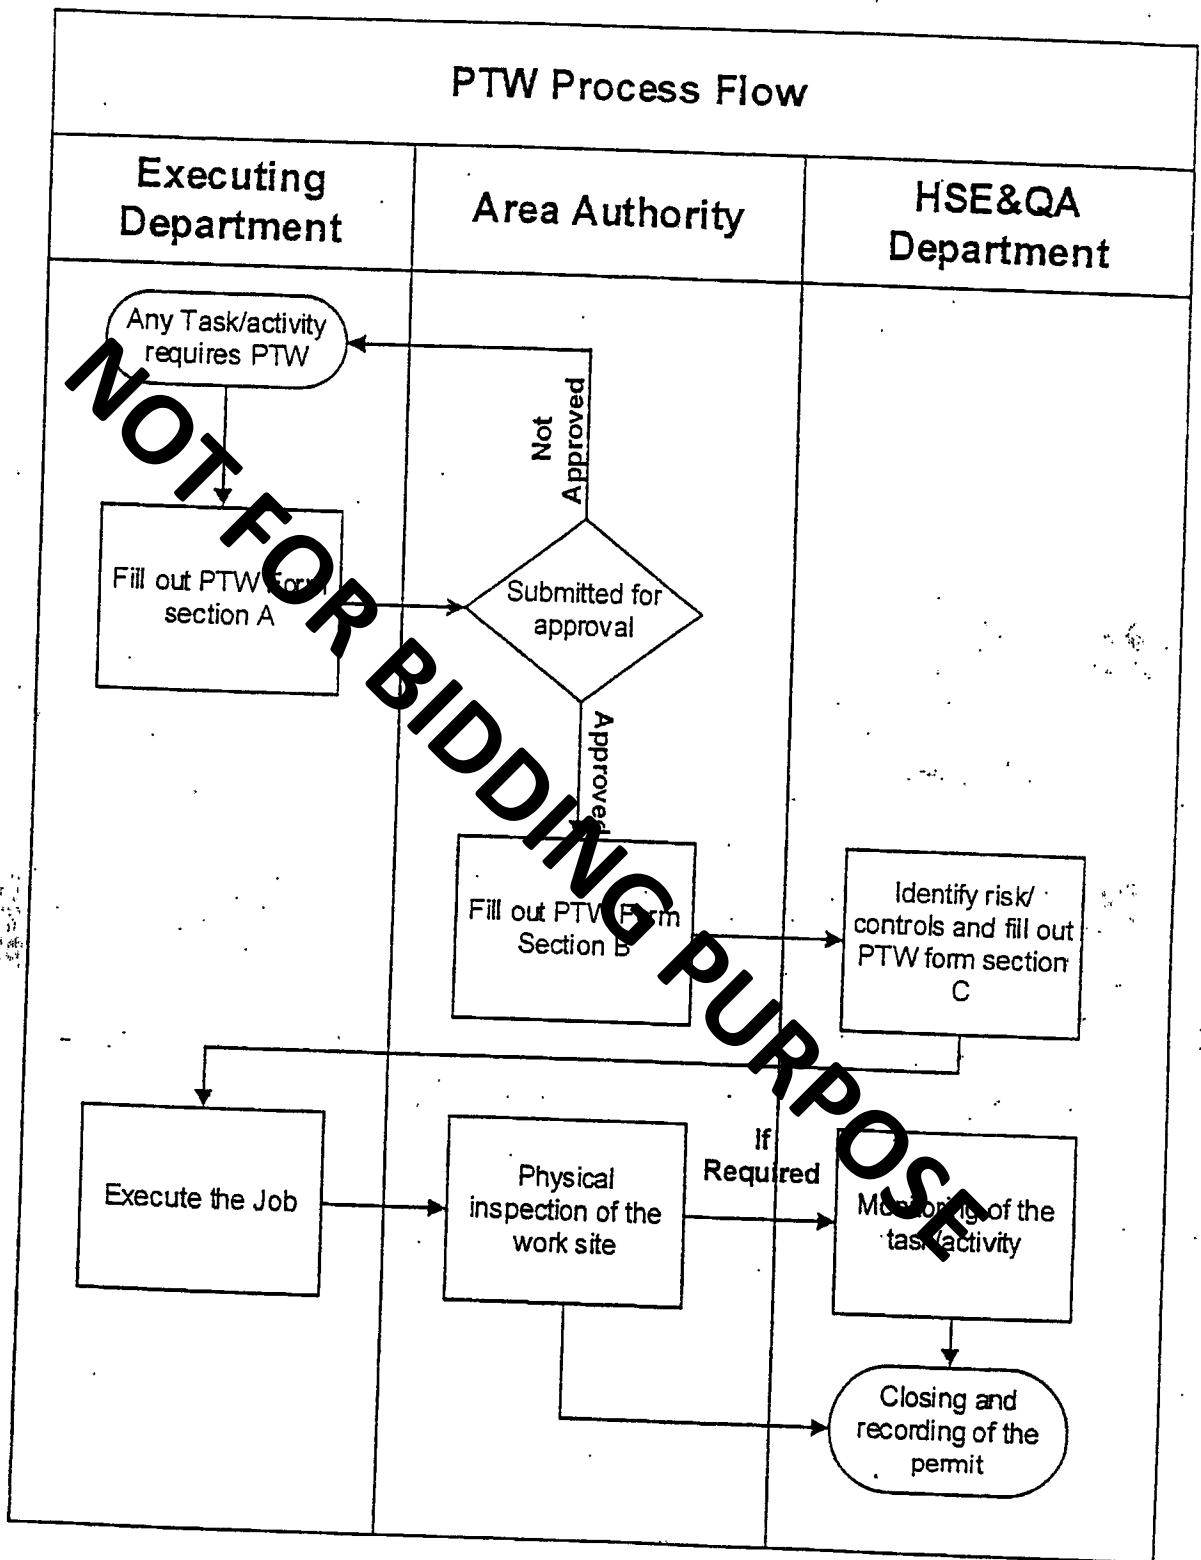 PTW Process Flow
Executing
Department
Area Authority
HSE&QA
Department
Any Task/activity
requires PTW
Not
Approved
Fill out PTW Form
section A
Submitted for
approval
Approved
Fill out PTW Form
Section B
Identify risk/
controls and fill out
PTW form section
C
Execute the Job
Physical
inspection of the
work site
If
Required
Monitoring of the
task/activity
Closing and
recording of the
permit
NOT FOR BIDDING PURPOSE